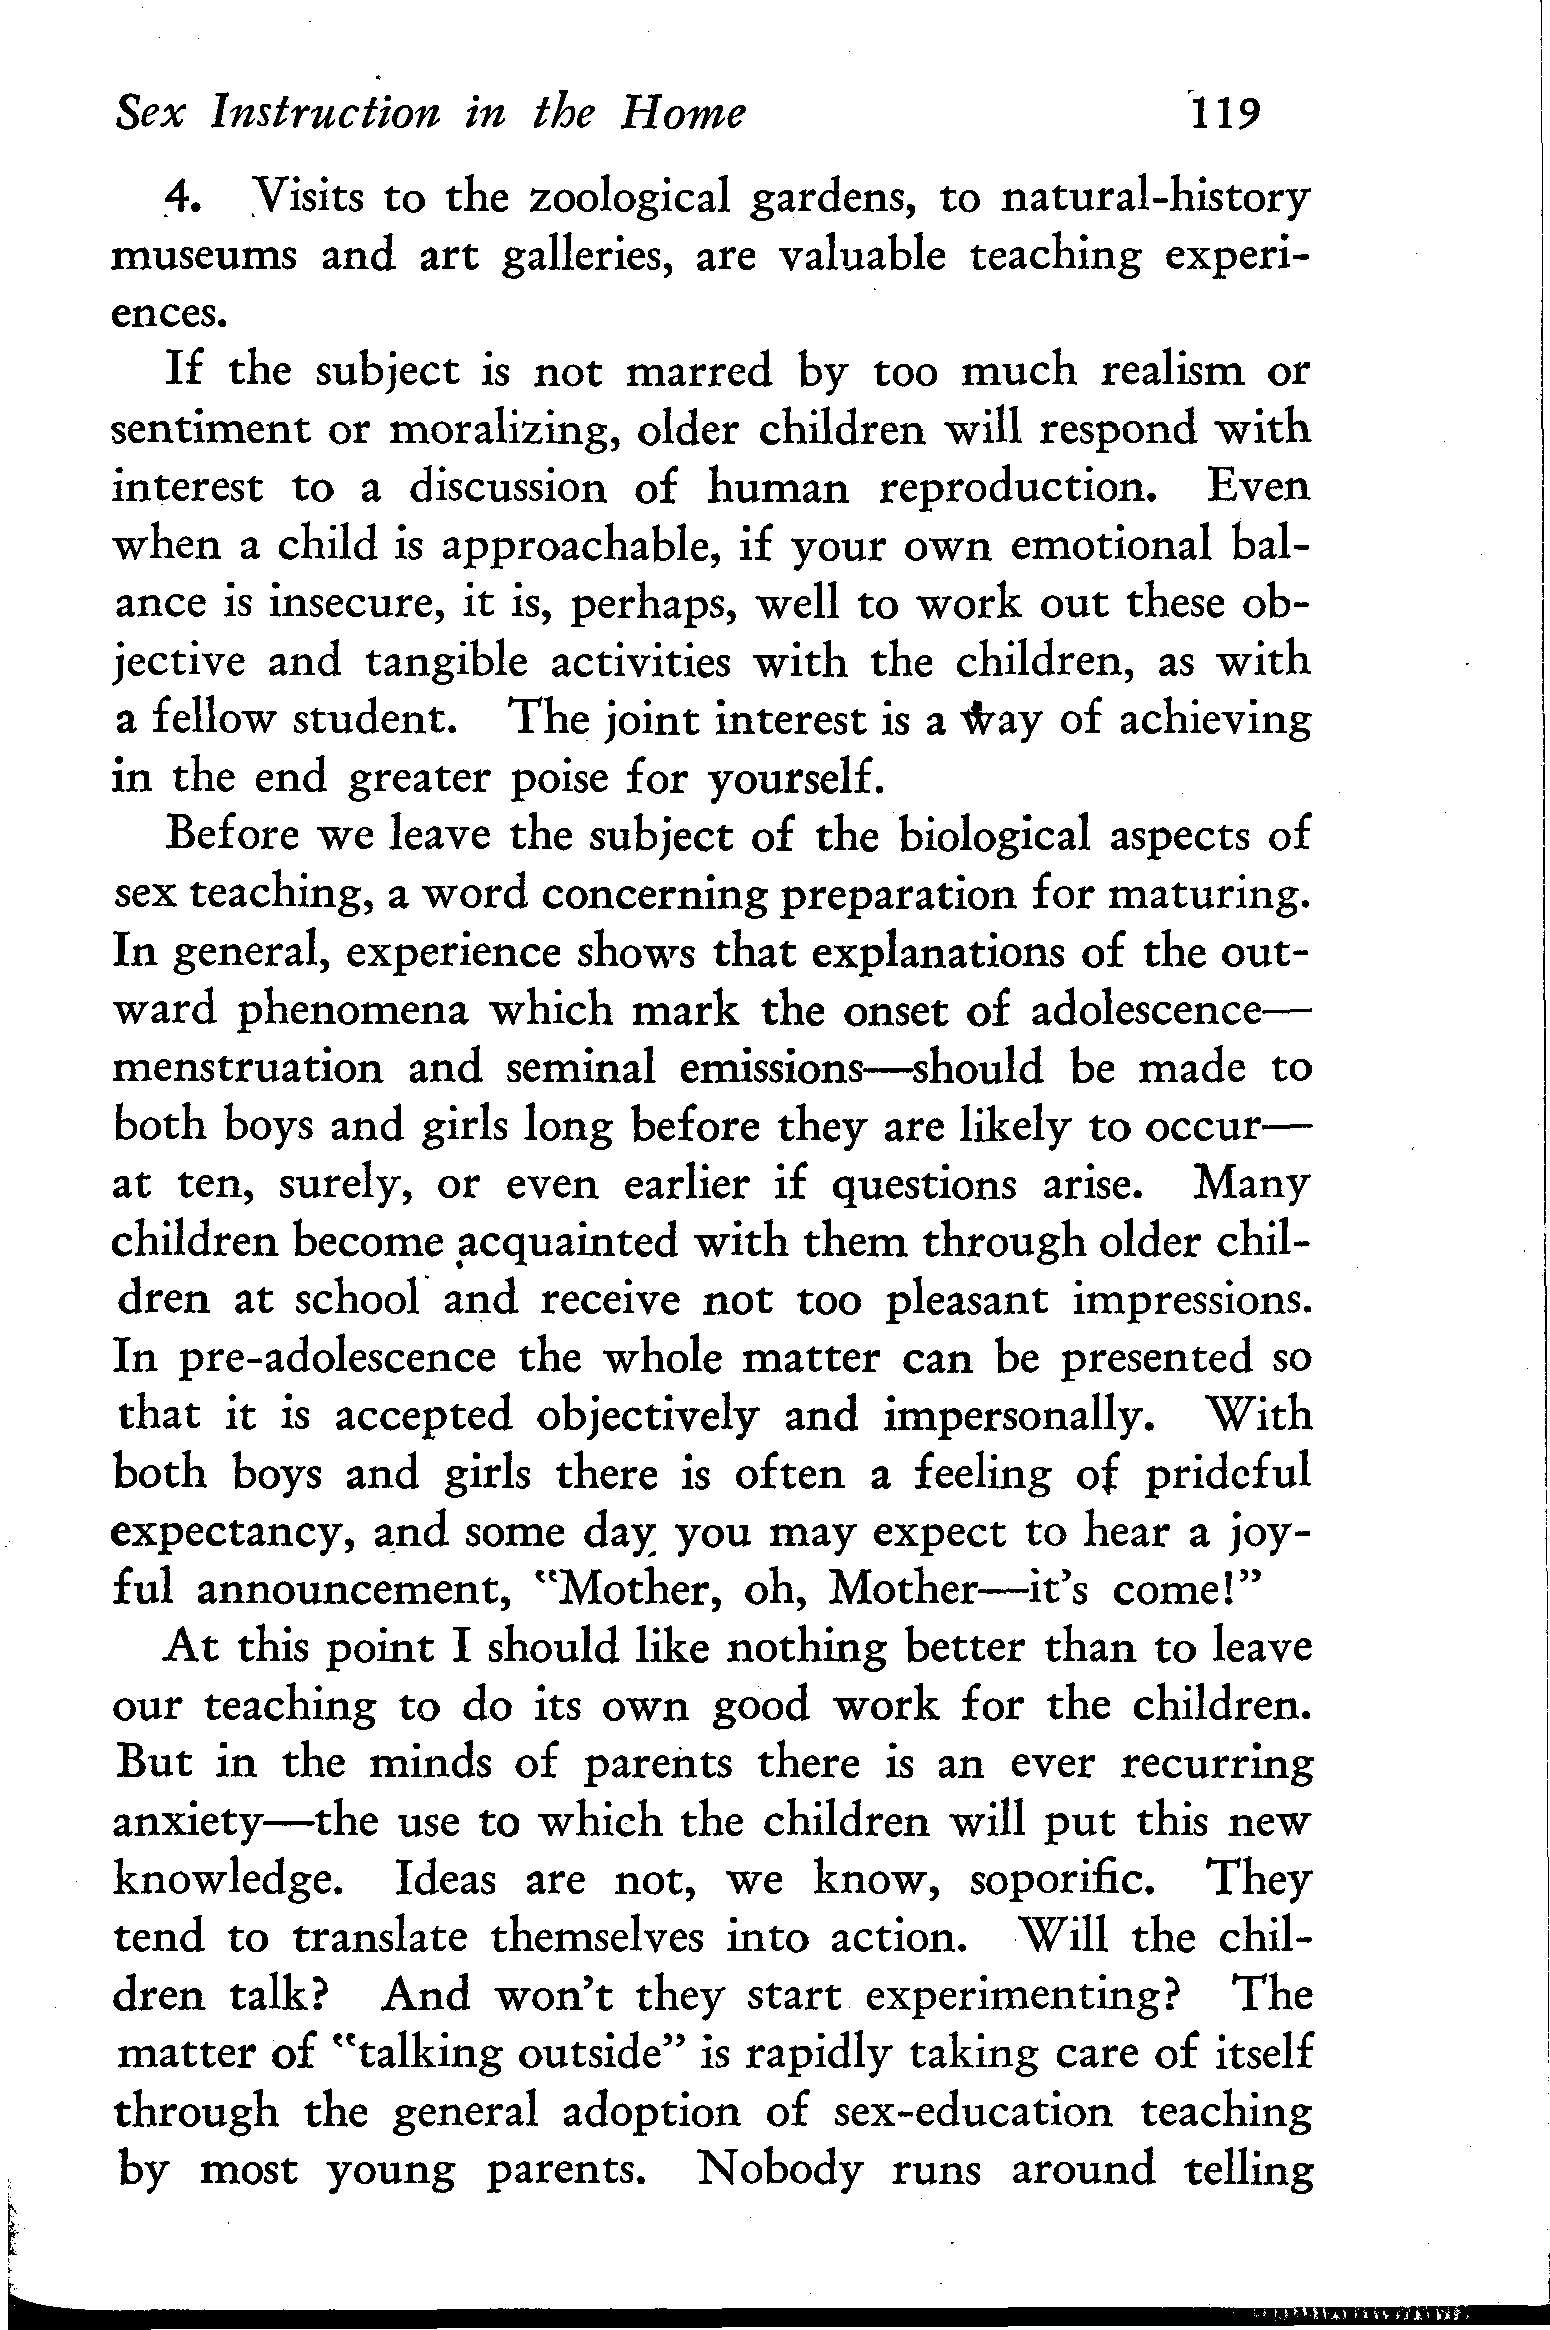 Sex Instruction in the Home 119
4. Visits to the zoological gardens, to natural-history
museums and art galleries, are valuable teaching experi-
ences.
If the subject is not marred by too much realism or
sentiment or moralizing, older children will respond with
interest to a discussion of human reproduction. Even
when a child is approachable, if your own emotional bal-
ance is insecure, it is, perhaps, well to work out these ob-
jective and tangible activities with the children, as with
a fellow student. The joint interest is a way of achieving
in the end greater poise for yourself.
Before we leave the subject of the biological aspects of
sex teaching, a word concerning preparation for maturing.
In general, experience shows that explanations of the out-
ward phenomena which mark the onset of adolescence—
menstruation and seminal emissions—should be made to
both boys and girls long before they are likely to occur—
at ten, surely, or even earlier if questions arise. Many
children become acquainted with them through older chil-
dren at school and receive not too pleasant impressions.
In pre-adolescence the whole matter can be presented so
that it is accepted objectively and impersonally. With
both boys and girls there is often a feeling of prideful
expectancy, and some day you may expect to hear a joy-
ful announcement, "Mother, oh, Mother—it's come!"
At this point I should like nothing better than to leave
our teaching to do its own good work for the children.
But in the minds of parents there is an ever recurring
anxiety—the use to which the children will put this new
knowledge. Ideas are not, we know, soporific. They
tend to translate themselves into action. Will the chil-
dren talk? And won't they start experimenting? The
matter of "talking outside" is rapidly taking care of itself
through the general adoption of sex-education teaching
by most young parents. Nobody runs around telling